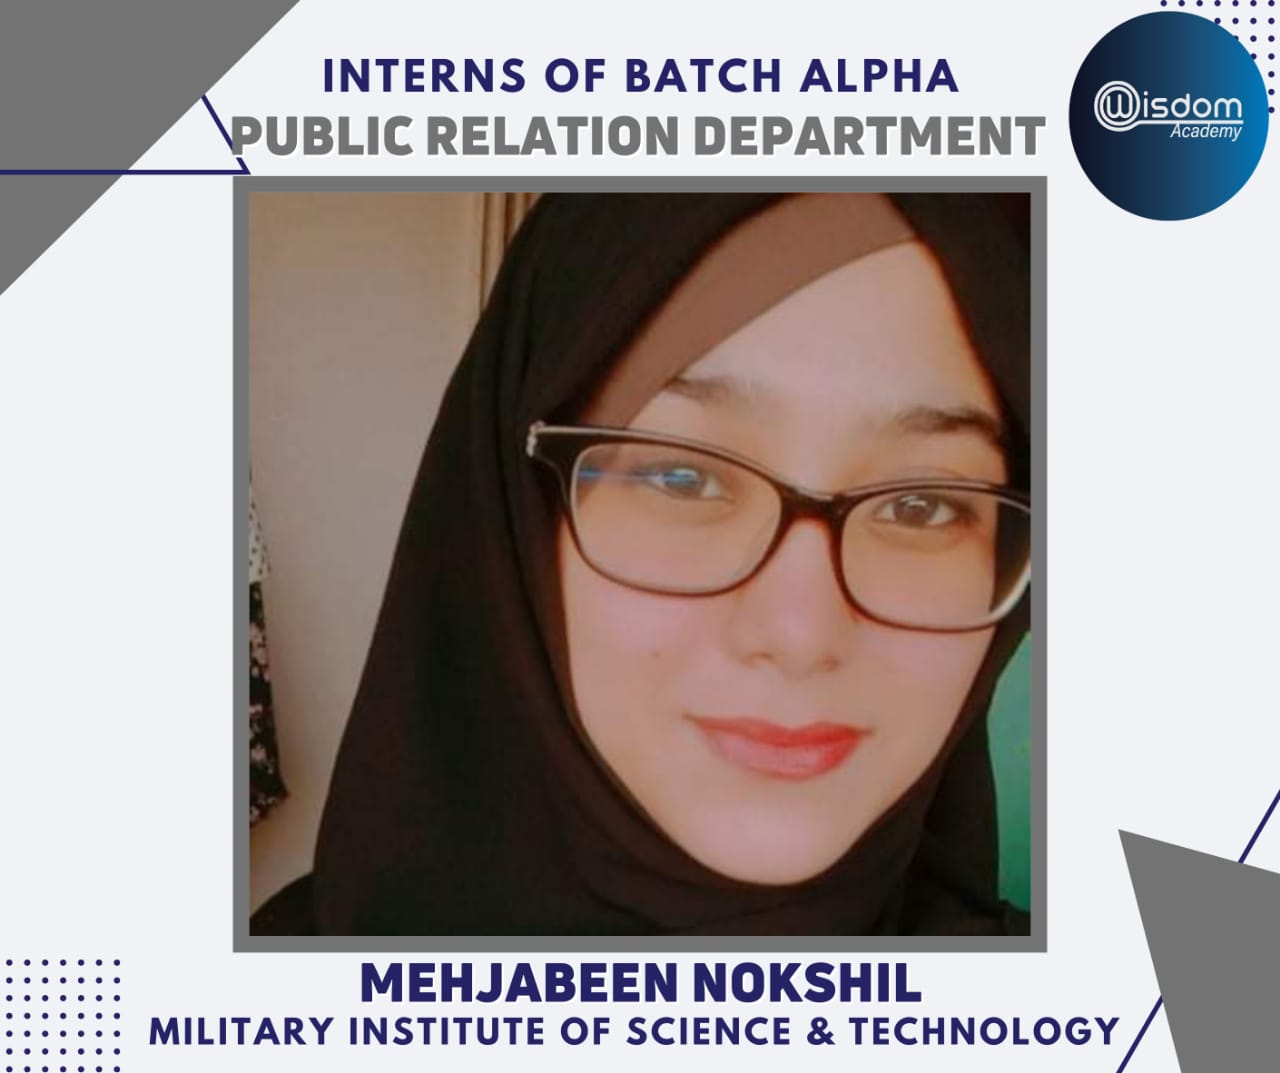 INTERNS OF BATCH ALPHA
PUBLIC RELATION DEPARTMENT
Wisdom
Academy
MEHJABEEN NOKSHIL
MILITARY INSTITUTE OF SCIENCE & TECHNOLOGY